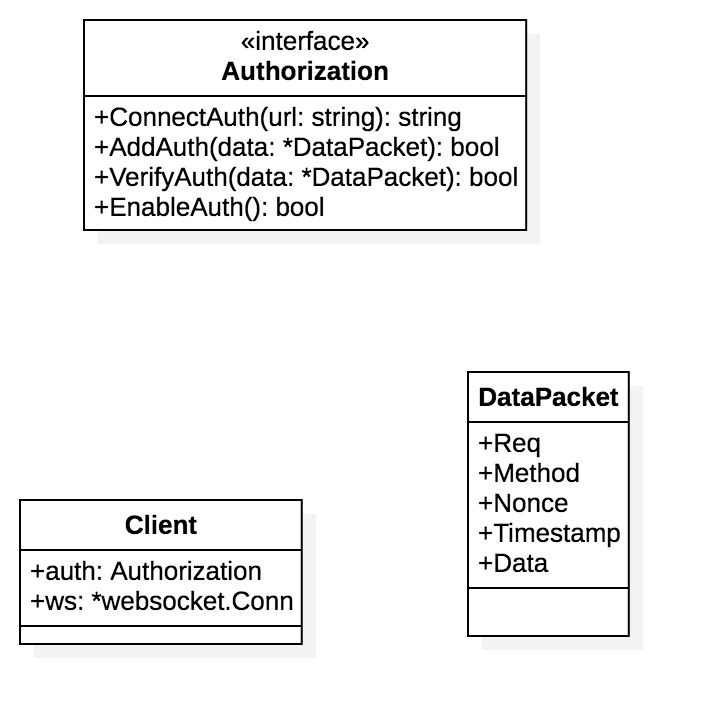 «interface»
Authorization
+ConnectAuth(url: string): string
+AddAuth(data: *DataPacket): bool
+VerifyAuth(data: *DataPacket): bool
+EnableAuth(): bool
DataPacket
+Req
+Method
+Nonce
+Timestamp
+Data
Client
+auth: Authorization
+ws: *websocket.Conn